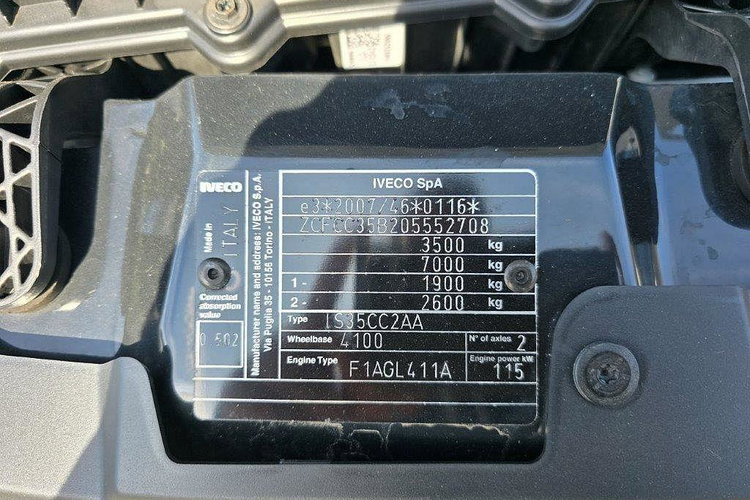 IVECO SpA
e3*2007/46*0116*
ZCFCC35B205552708
3500 kg
7000 kg
1- 1900 kg
2- 2600 kg
Type IS35CC2AA
Wheelbase 4100 N° of axles 2
Engine Type F1AGL411A Engine power kW 115
IVECO
Made in ITALY
Corrected absorption value
0.502
Manufacturer name and address: IVECO S.p.A.
Via Puglia 35 - 10156 Torino - ITALY